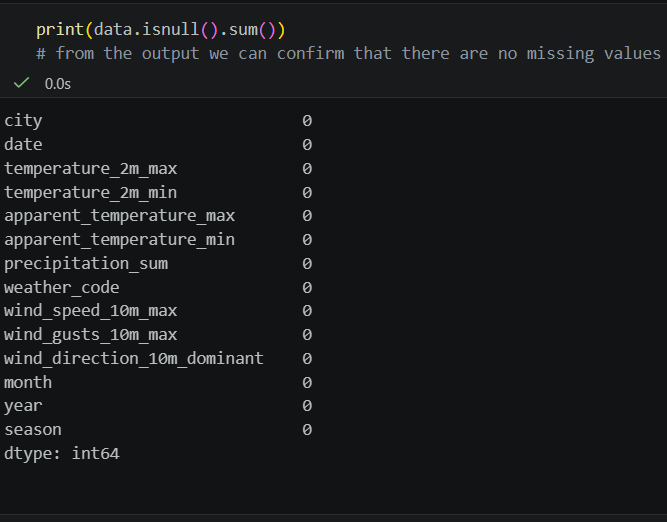 print(data.isnull().sum())
# from the output we can confirm that there are no missing values
0.0s
city 0
date 0
temperature_2m_max 0
temperature_2m_min 0
apparent_temperature_max 0
apparent_temperature_min 0
precipitation_sum 0
weather_code 0
wind_speed_10m_max 0
wind_gusts_10m_max 0
wind_direction_10m_dominant 0
month 0
year 0
season 0
dtype: int64